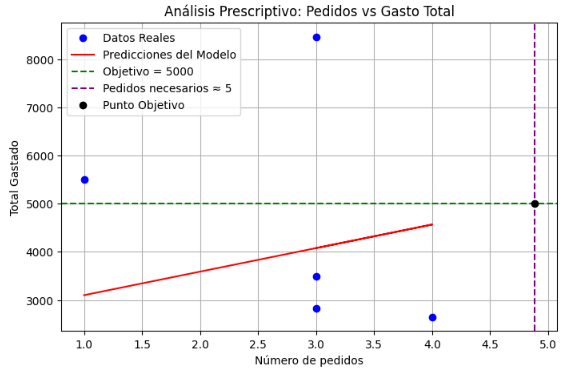 Análisis Prescriptivo: Pedidos vs Gasto Total
Datos Reales
Predicciones del Modelo
Objetivo = 5000
Pedidos necesarios ≈ 5
Punto Objetivo
8000
7000
6000
5000
4000
3000
Total Gastado
1.0 1.5 2.0 2.5 3.0 3.5 4.0 4.5 5.0
Número de pedidos